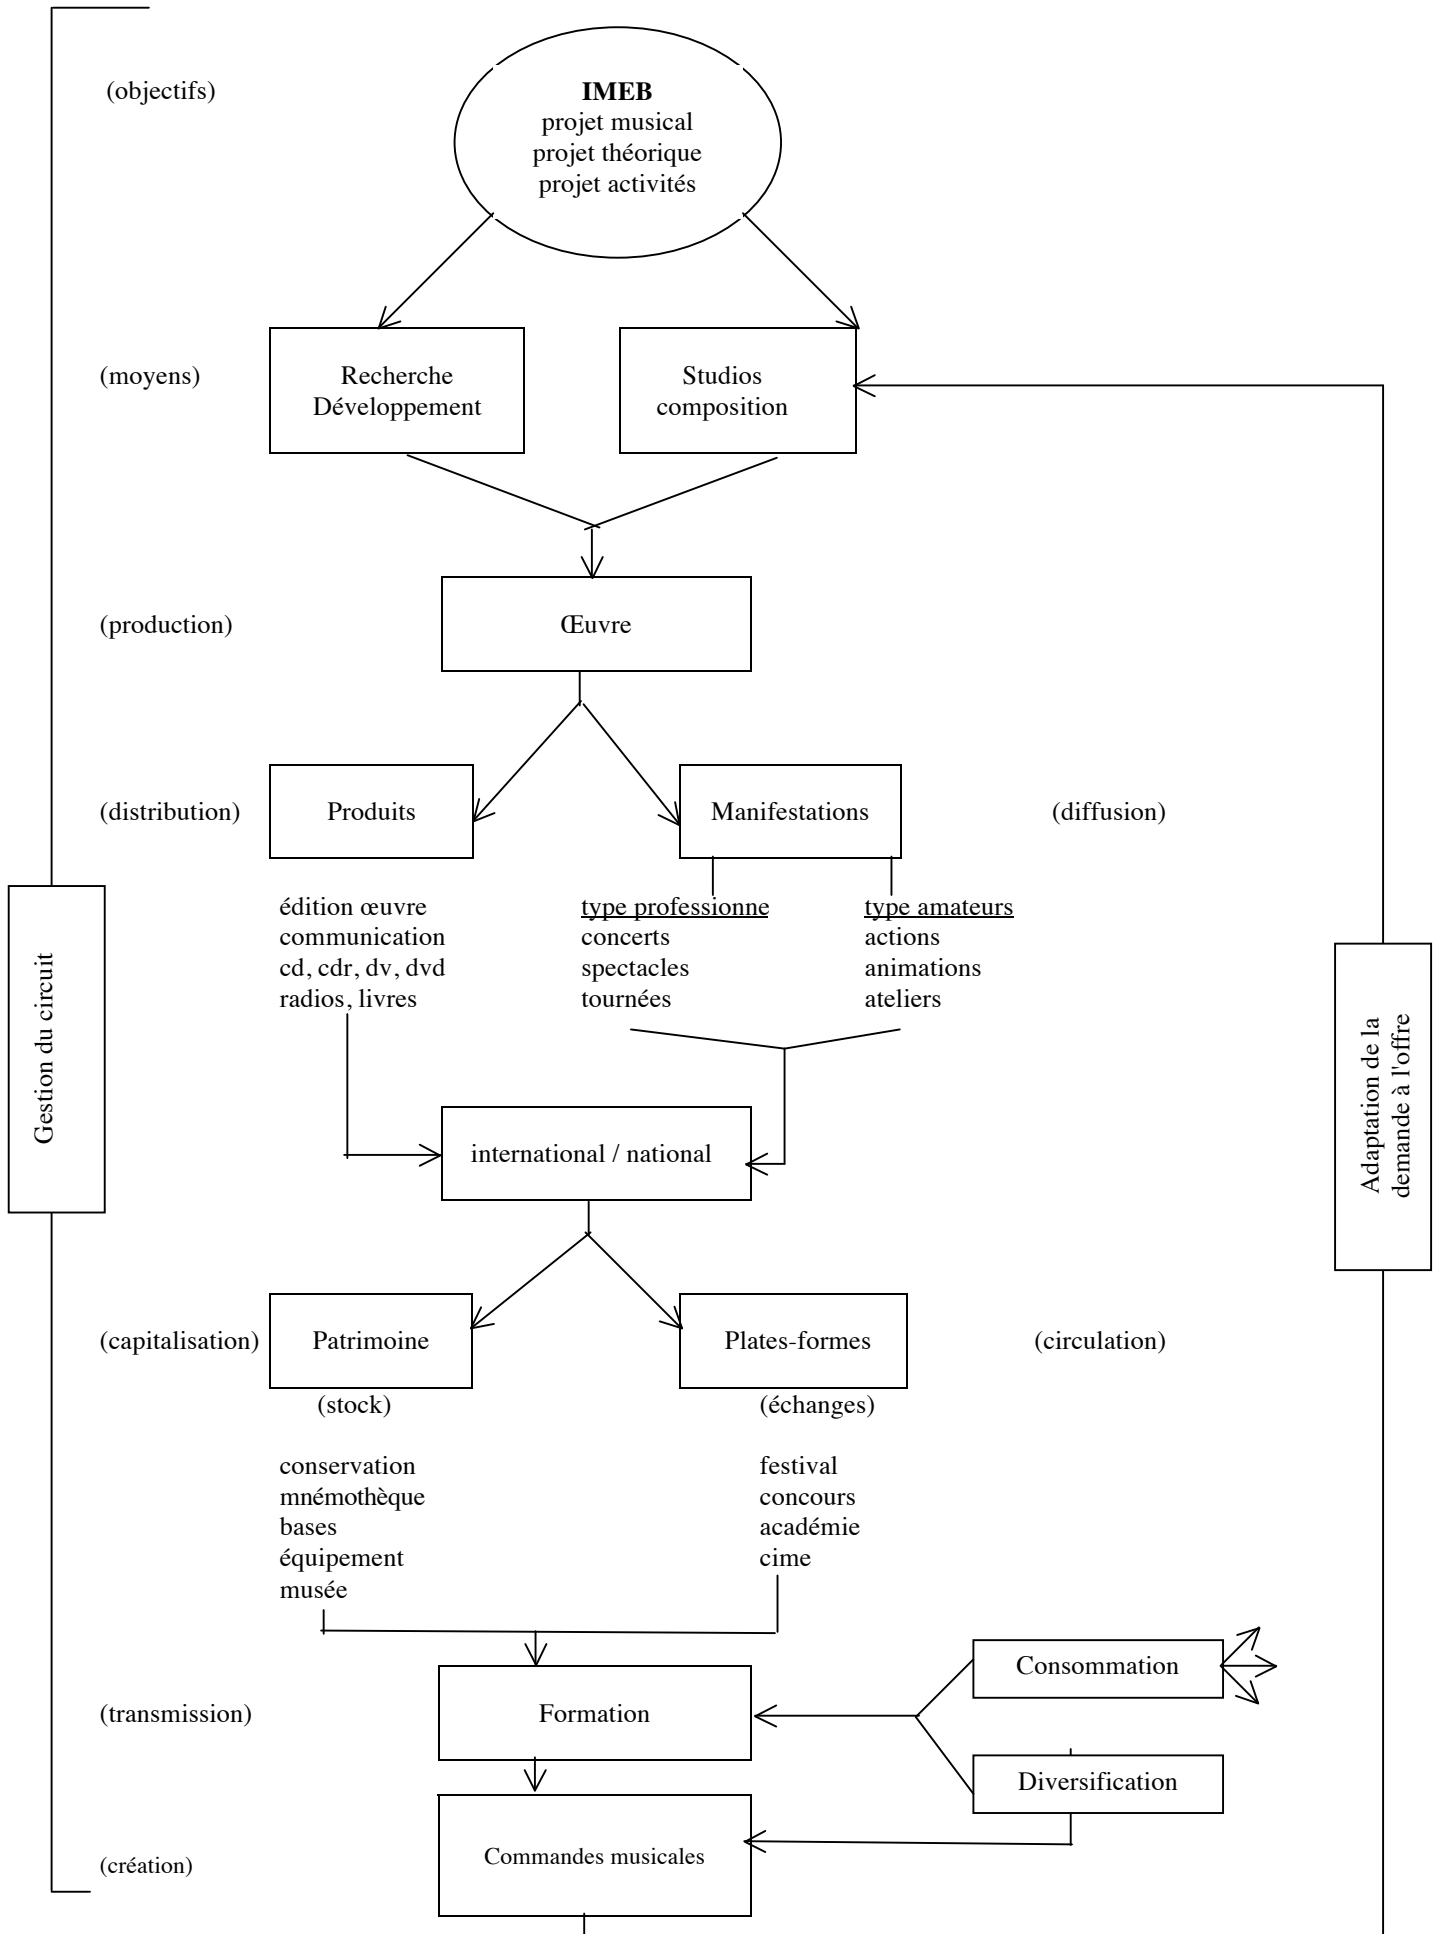 (objectifs)
IMEB
projet musical
projet théorique
projet activités
(moyens)
Recherche
Développement
Studios
composition
(production)
Œuvre
(distribution)
Produits
Manifestations
(diffusion)
édition œuvre
communication
cd, cdr, dv, dvd
radios, livres
type professionne
concerts
spectacles
tournées
type amateurs
actions
animations
ateliers
Gestion du circuit
Adaptation de la
demande à l'offre
international / national
(capitalisation)
Patrimoine
(stock)
Plates-formes
(échanges)
(circulation)
conservation
mnémothèque
bases
équipement
musée
festival
concours
académie
cime
Consommation
(transmission)
Formation
Diversification
(création)
Commandes musicales